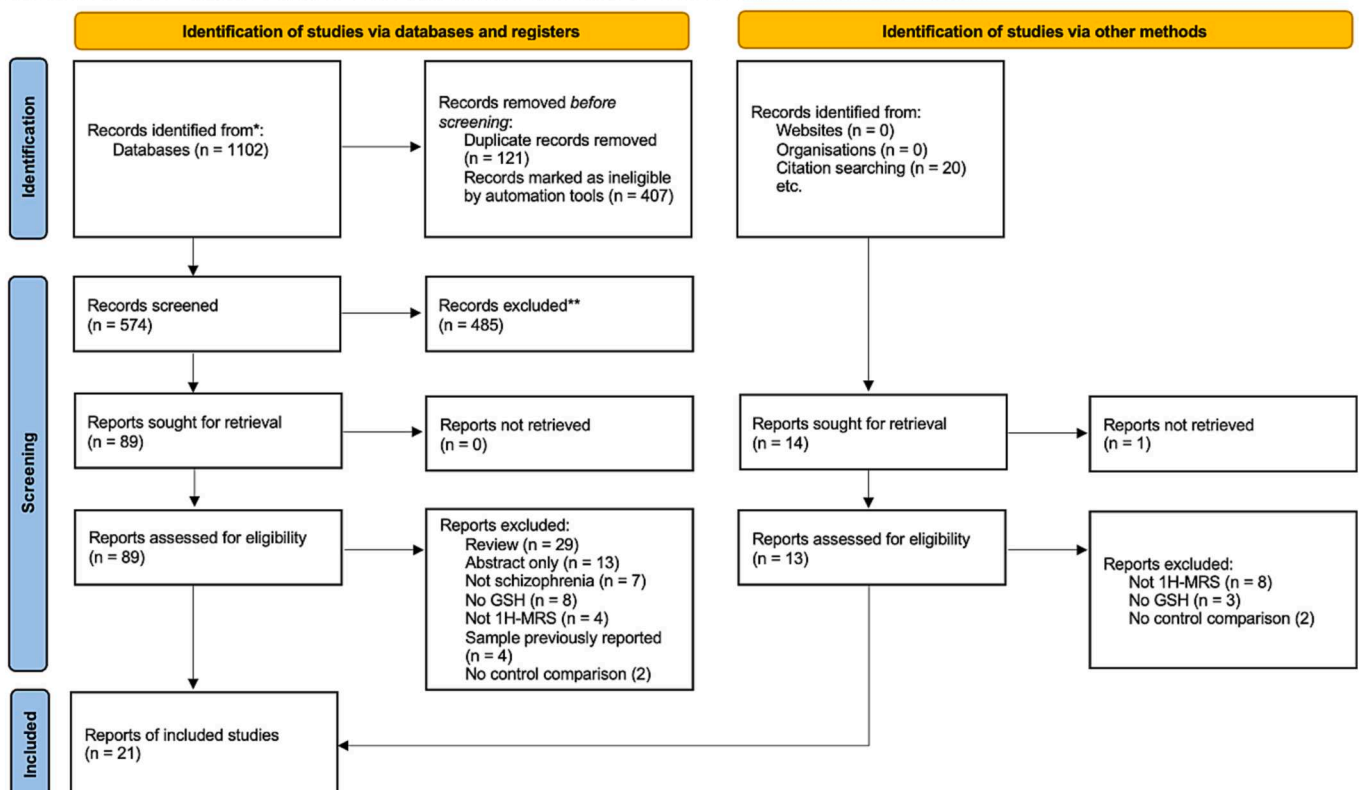 Identification of studies via databases and registers
Identification of studies via other methods
Identification
Records identified from*:
Databases (n = 1102)
Records removed before
screening:
Duplicate records removed
(n = 121)
Records marked as ineligible
by automation tools (n = 407)
Records identified from:
Websites (n = 0)
Organisations (n = 0)
Citation searching (n = 20)
etc.
Screening
Records screened
(n = 574)
Records excluded**
(n = 485)
Reports sought for retrieval
(n = 89)
Reports not retrieved
(n = 0)
Reports sought for retrieval
(n = 14)
Reports not retrieved
(n = 1)
Reports assessed for eligibility
(n = 89)
Reports excluded:
Review (n = 29)
Abstract only (n = 13)
Not schizophrenia (n = 7)
No GSH (n = 8)
Not 1H-MRS (n = 4)
Sample previously reported
(n = 4)
No control comparison (2)
Reports assessed for eligibility
(n = 13)
Reports excluded:
Not 1H-MRS (n = 8)
No GSH (n = 3)
No control comparison (2)
Included
Reports of included studies
(n = 21)